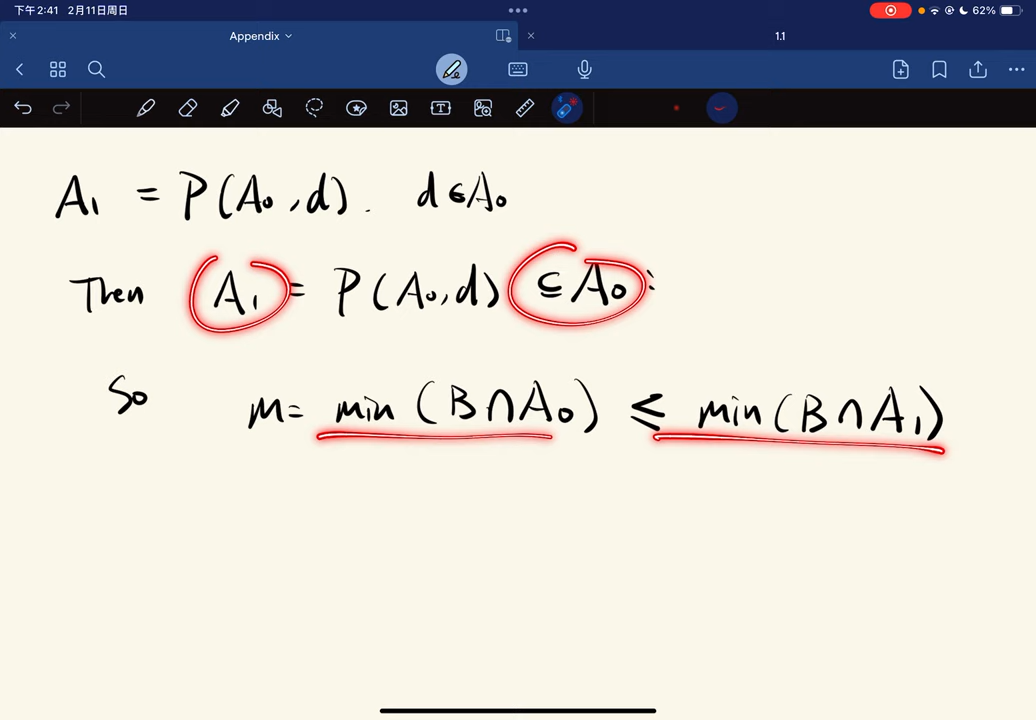 下午2:41 2月11日周日
62%
Appendix
1.1
A₁ = P(A₀,d). d∈A₀
Then A₁ = P(A₀,d) ⊆ A₀:
So m= min(B∩A₀) ≤ min(B∩A₁)